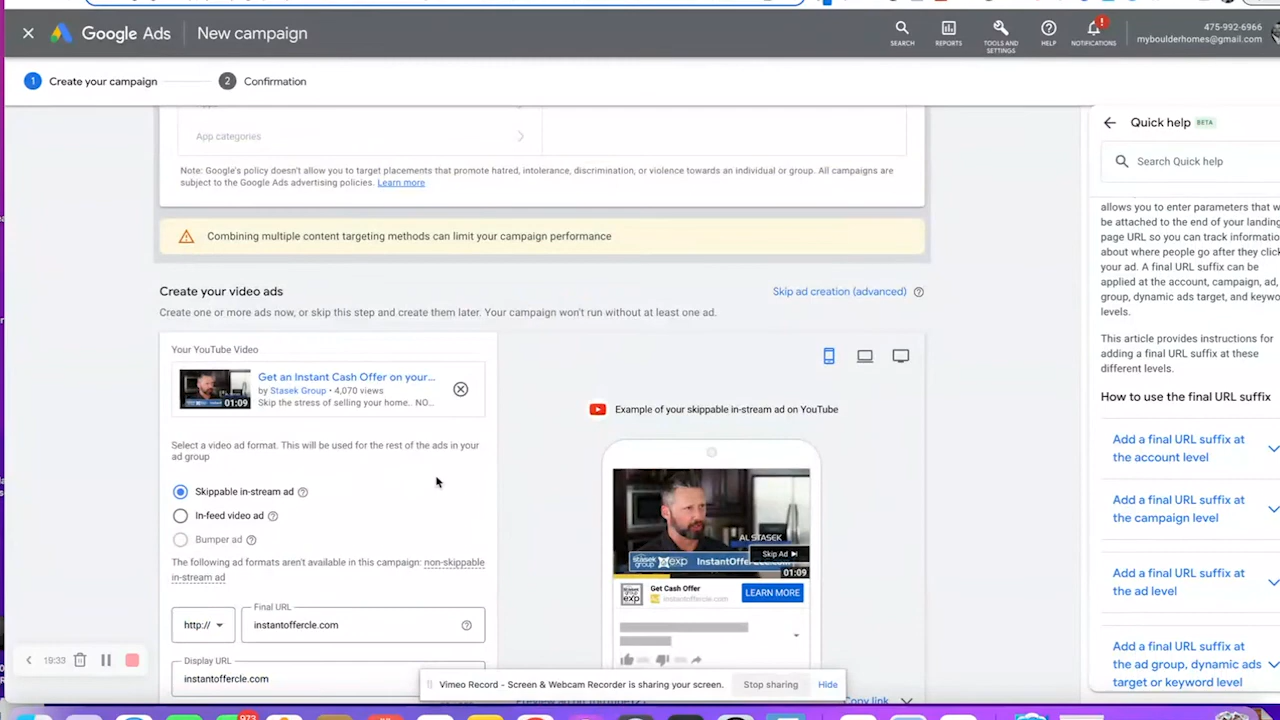 Google Ads
New campaign
SEARCH
REPORTS
TOOLS AND
SETTINGS
HELP
!
NOTIFICATIONS
475-992-6966
myboulderhomes@gmail.com
1 Create your campaign
2 Confirmation
App categories
Note: Google's policy doesn't allow you to target placements that promote hatred, intolerance, discrimination, or violence towards an individual or group. All campaigns are
subject to the Google Ads advertising policies. Learn more
Combining multiple content targeting methods can limit your campaign performance
Create your video ads
Skip ad creation (advanced)
Create one or more ads now, or skip this step and create them later. Your campaign won't run without at least one ad.
Your YouTube Video
Get an Instant Cash Offer on your...
by Stasek Group • 4,070 views
Skip the stress of selling your home. NO...
01:09
Select a video ad format. This will be used for the rest of the ads in your
ad group
Skippable in-stream ad
In-feed video ad
Bumper ad
The following ad formats aren't available in this campaign: non-skippable
in-stream ad
http://
Final URL
instantoffercle.com
Display URL
instantoffercle.com
Example of your skippable in-stream ad on YouTube
AL STASEK
Skip Ad
stasek
group
exp
01:09
Get Cash Offer
instantoffercle.com
LEARN MORE
19:33
Vimeo Record - Screen & Webcam Recorder is sharing your screen.
Stop sharing
Hide
Copy link
973
Quick help BETA
Search Quick help
allows you to enter parameters that w
be attached to the end of your landing
page URL so you can track informatio
about where people go after they click
your ad. A final URL suffix can be
applied at the account, campaign, ad,
group, dynamic ads target, and keywo
levels.
This article provides instructions for
adding a final URL suffix at these
different levels.
How to use the final URL suffix
Add a final URL suffix at
the account level
Add a final URL suffix at
the campaign level
Add a final URL suffix at
the ad level
Add a final URL suffix at
the ad group, dynamic ads
target or keyword level